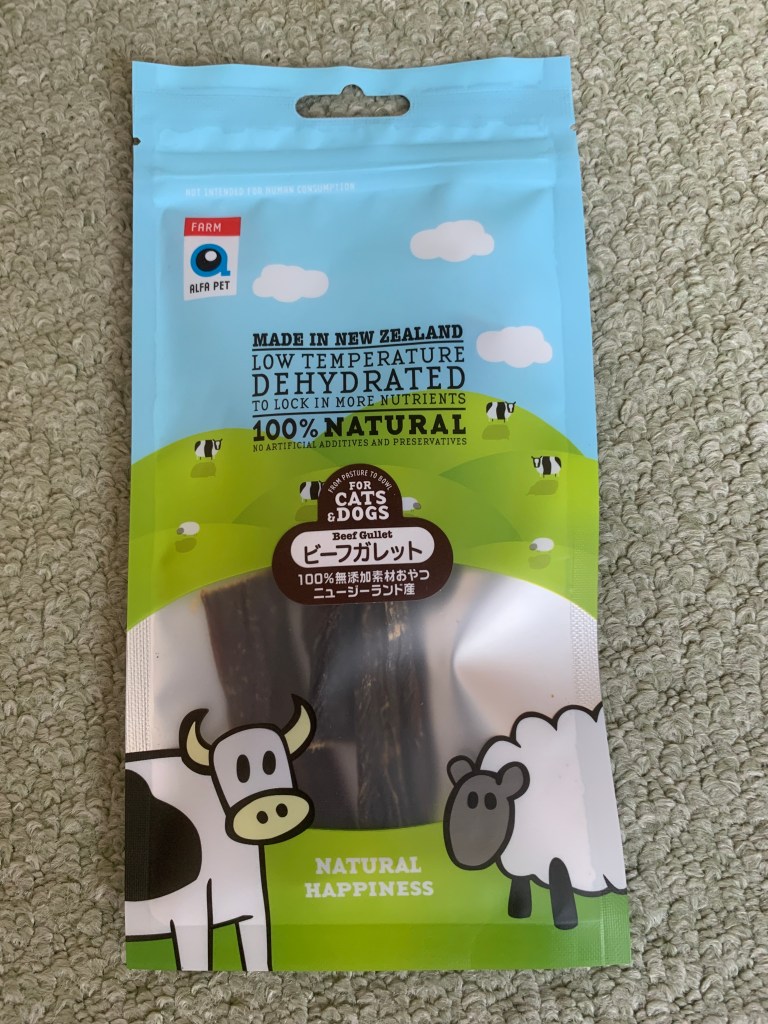 NOT INTENDED FOR HUMAN CONSUMPTION
FARM
ALFA PET
MADE IN NEW ZEALAND
LOW TEMPERATURE
DEHYDRATED
TO LOCK IN MORE NUTRIENTS
100% NATURAL
NO ARTIFICIAL ADDITIVES AND PRESERVATIVES
FROM PASTURE TO BOWL
FOR
CATS
& DOGS
Beef Gullet
ビーフガレット
100%無添加素材おやつ
ニュージーランド産
NATURAL
HAPPINESS